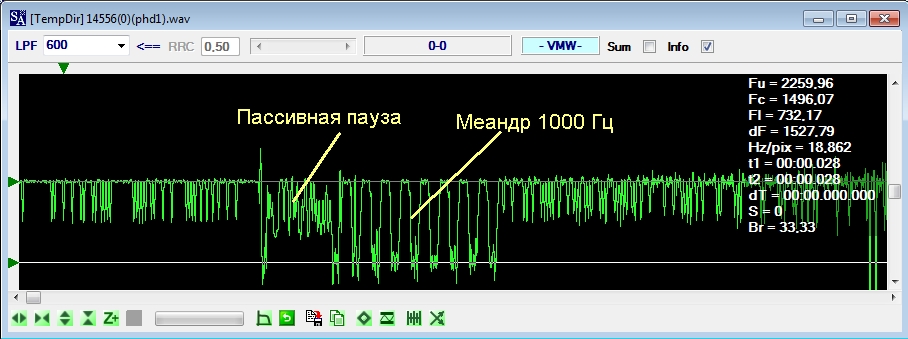 SA [TempDir] 14556(0)(phd1).wav
LPF 600 <== RRC 0,50 0-0 - VMW- Sum Info
Fu = 2259,96
Пассивная пауза
Меандр 1000 Гц
Fc = 1496,07
Fl = 732,17
dF = 1527,79
Hz/pix = 18,862
t1 = 00:00,028
t2 = 00:00,028
dT = 00:00,000,000
S = 0
Br = 33,33
Z+